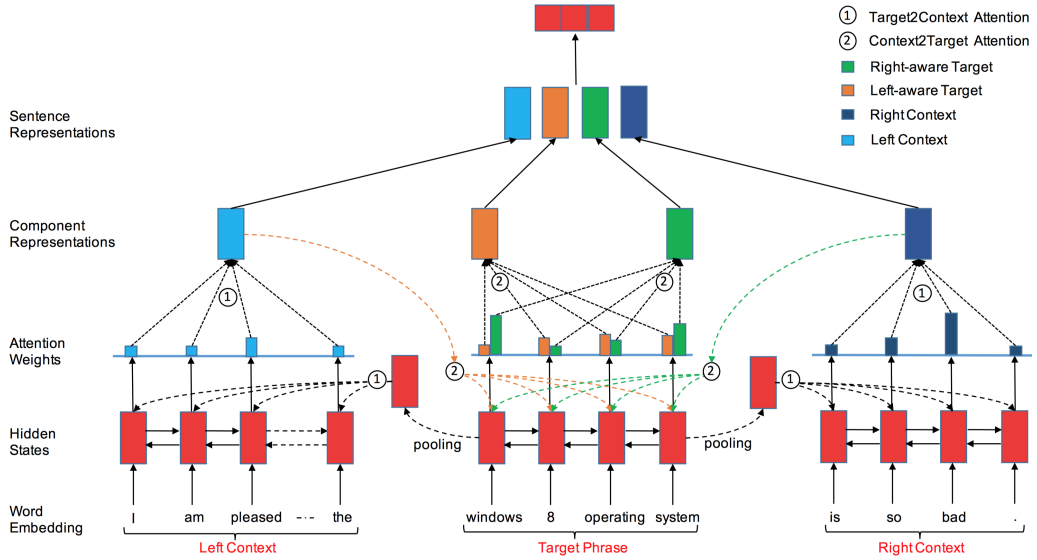 1 Target2Context Attention
2 Context2Target Attention
Right-aware Target
Left-aware Target
Right Context
Left Context
Sentence
Representations
Component
Representations
2 2
1 1
Attention
Weights
1 2 2 1
Hidden
States
pooling pooling
Word
Embedding
I am pleased the windows 8 operating system is so bad .
Left Context Target Phrase Right Context